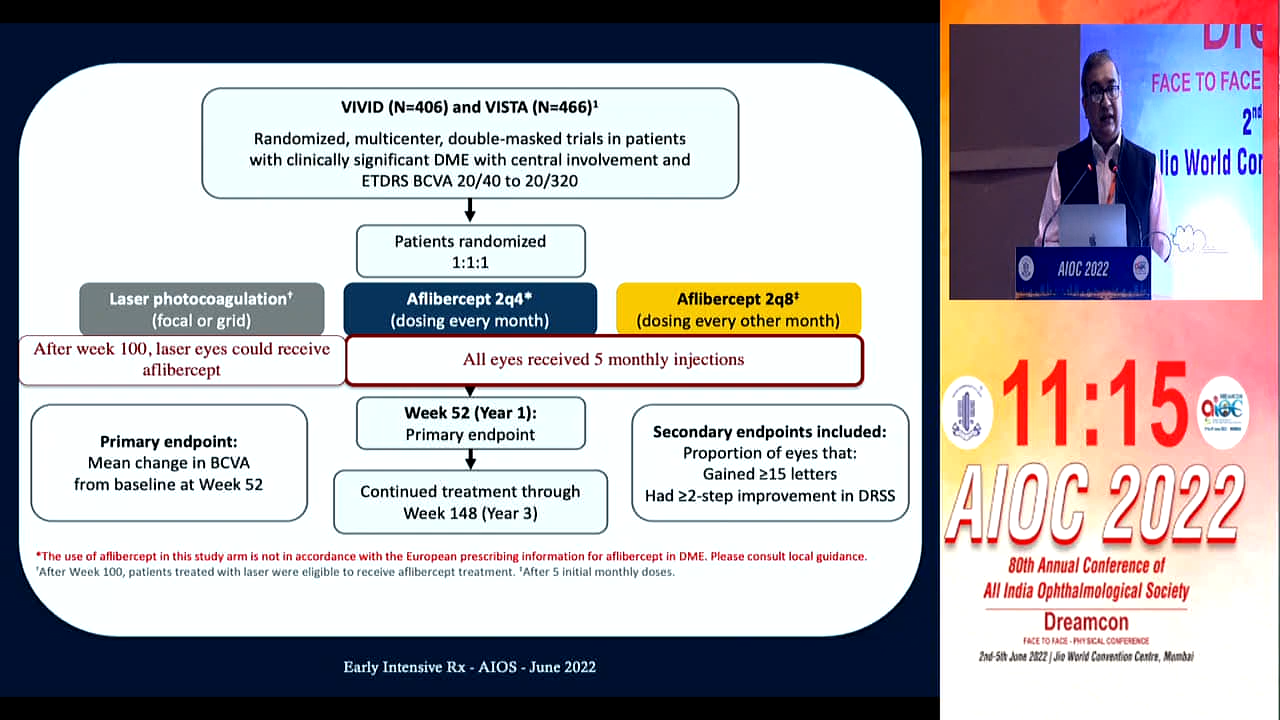 VIVID (N=406) and VISTA (N=466)¹
Randomized, multicenter, double-masked trials in patients
with clinically significant DME with central involvement and
ETDRS BCVA 20/40 to 20/320
Patients randomized
1:1:1
Laser photocoagulation†
(focal or grid)
Aflibercept 2q4*
(dosing every month)
Aflibercept 2q8‡
(dosing every other month)
After week 100, laser eyes could receive
aflibercept
All eyes received 5 monthly injections
Primary endpoint:
Mean change in BCVA
from baseline at Week 52
Week 52 (Year 1):
Primary endpoint
Continued treatment through
Week 148 (Year 3)
Secondary endpoints included:
Proportion of eyes that:
Gained ≥15 letters
Had ≥2-step improvement in DRSS
*The use of aflibercept in this study arm is not in accordance with the European prescribing information for aflibercept in DME. Please consult local guidance.
†After Week 100, patients treated with laser were eligible to receive aflibercept treatment. ‡After 5 initial monthly doses.
Early Intensive Rx - AIOS - June 2022
Dre
FACE TO FACE
2nd
Jio World Con
AIOC 2022
11:15
AIOC 2022
80th Annual Conference of
All India Ophthalmological Society
Dreamcon
FACE TO FACE - PHYSICAL CONFERENCE
2nd-5th June 2022 | Jio World Convention Centre, Mumbai